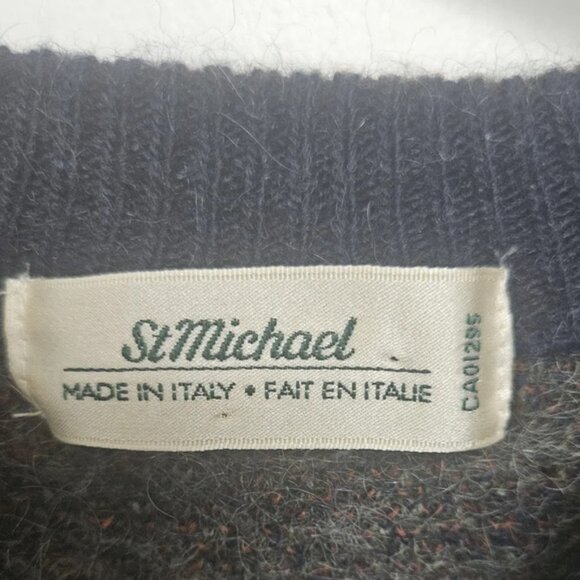 St Michael
MADE IN ITALY • FAIT EN ITALIE
CA01295